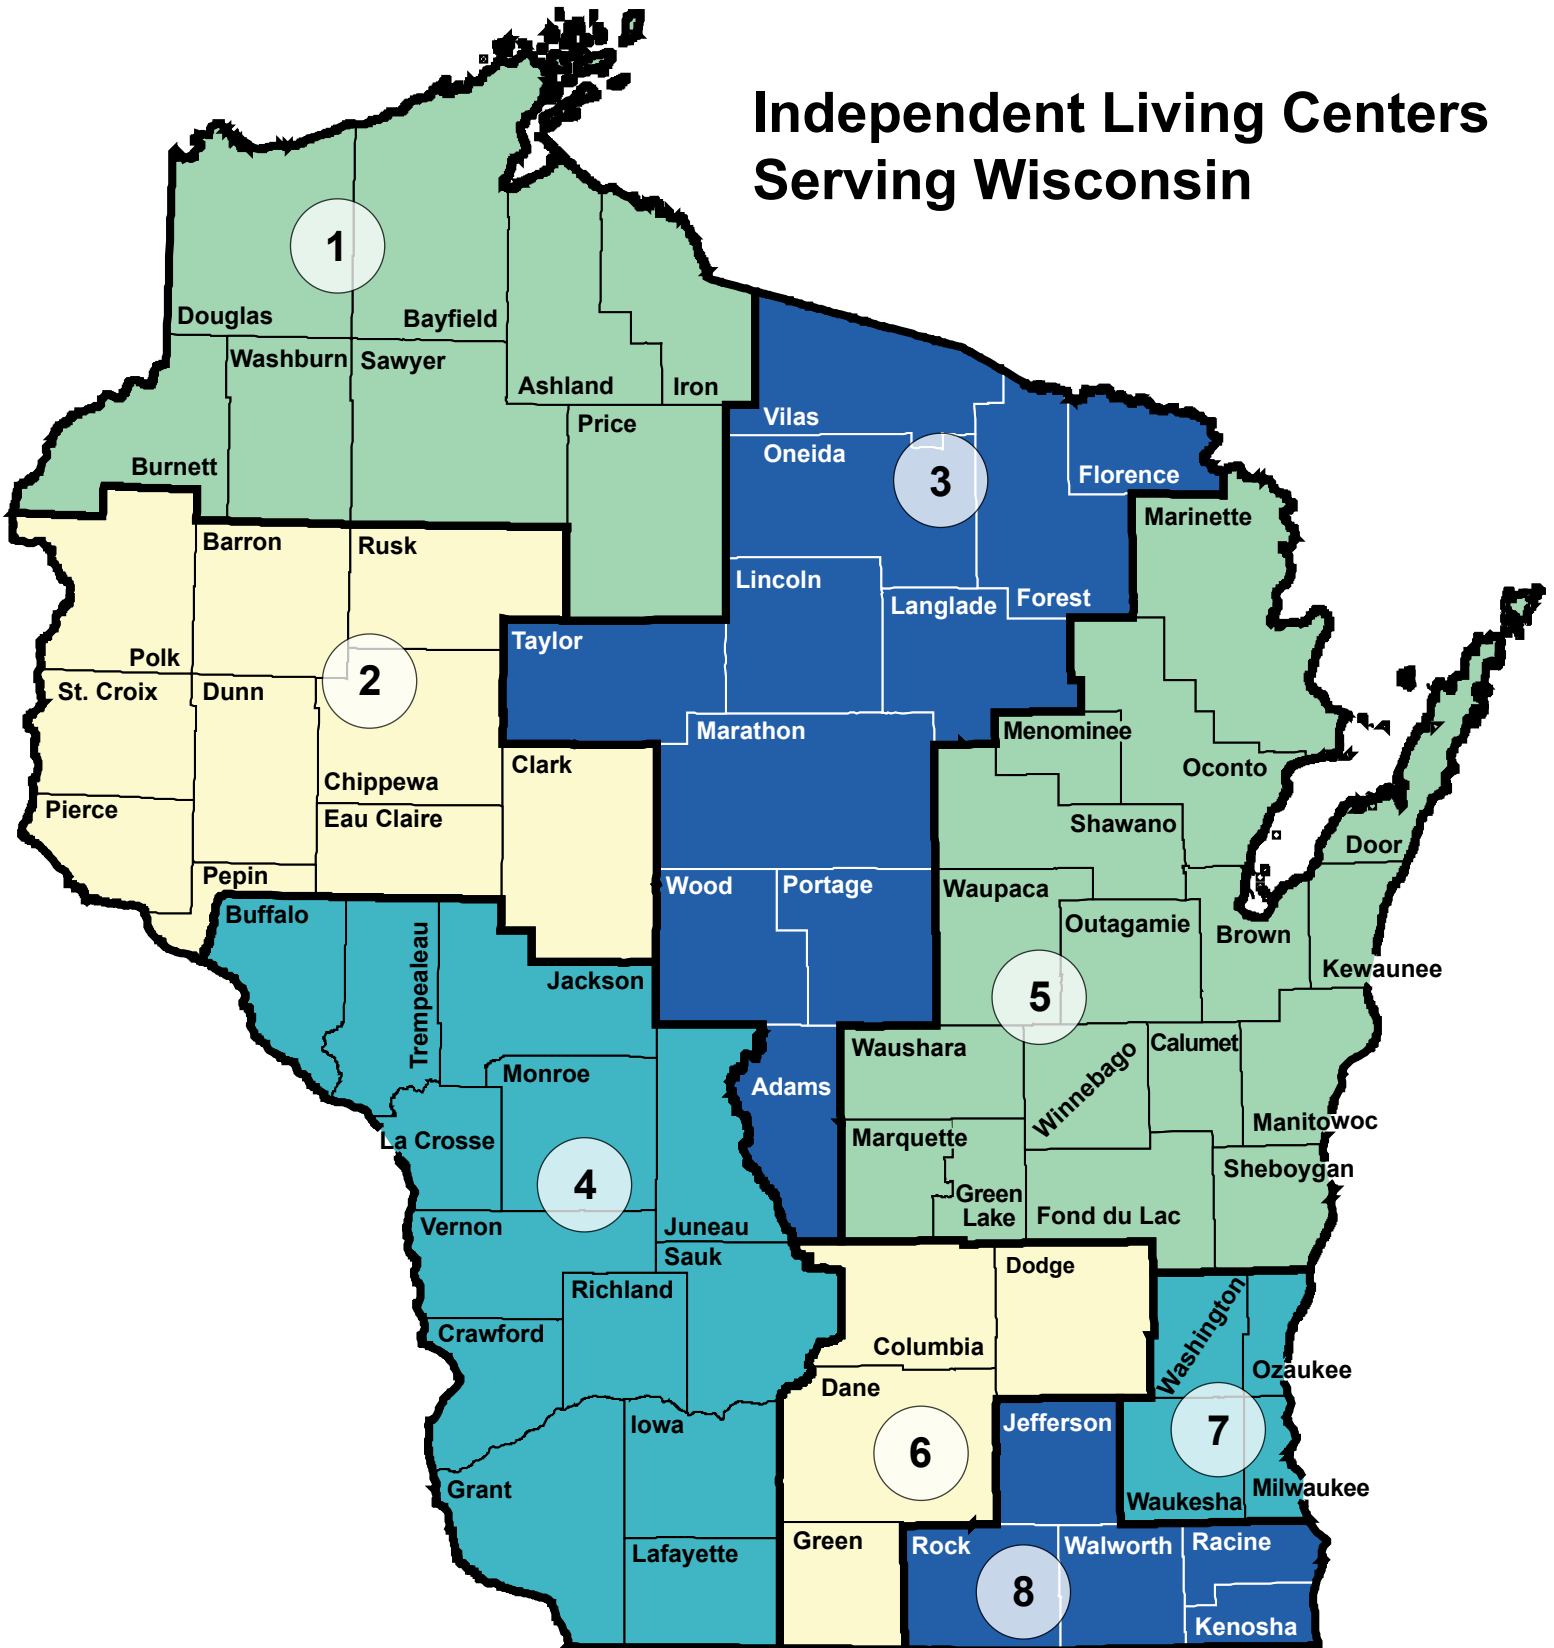 Independent Living Centers
Serving Wisconsin
1
Douglas
Bayfield
Washburn
Sawyer
Ashland
Iron
Price
Burnett
Vilas
Oneida
3
Florence
Marinette
Barron
Rusk
Lincoln
Langlade
Forest
Taylor
Polk
2
St. Croix
Dunn
Marathon
Menominee
Clark
Oconto
Chippewa
Pierce
Eau Claire
Shawano
Door
Pepin
Wood
Portage
Waupaca
Buffalo
Outagamie
Brown
Trempealeau
Jackson
Kewaunee
5
Waushara
Winnebago
Calumet
Monroe
Adams
Manitowoc
La Crosse
Marquette
Sheboygan
4
Green
Lake
Fond du Lac
Vernon
Juneau
Sauk
Dodge
Richland
Washington
Crawford
Columbia
Ozaukee
Dane
Iowa
Jefferson
6
7
Grant
Waukesha
Milwaukee
Lafayette
Green
Rock
Walworth
Racine
8
Kenosha